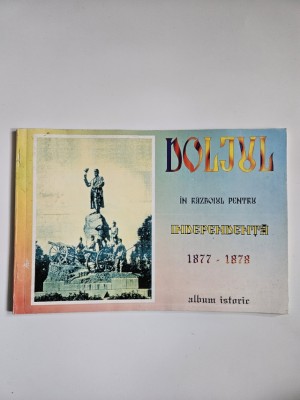 DOLJUL
ÎN RĂZBOIUL PENTRU
INDEPENDENȚĂ
1877 - 1878
album istoric